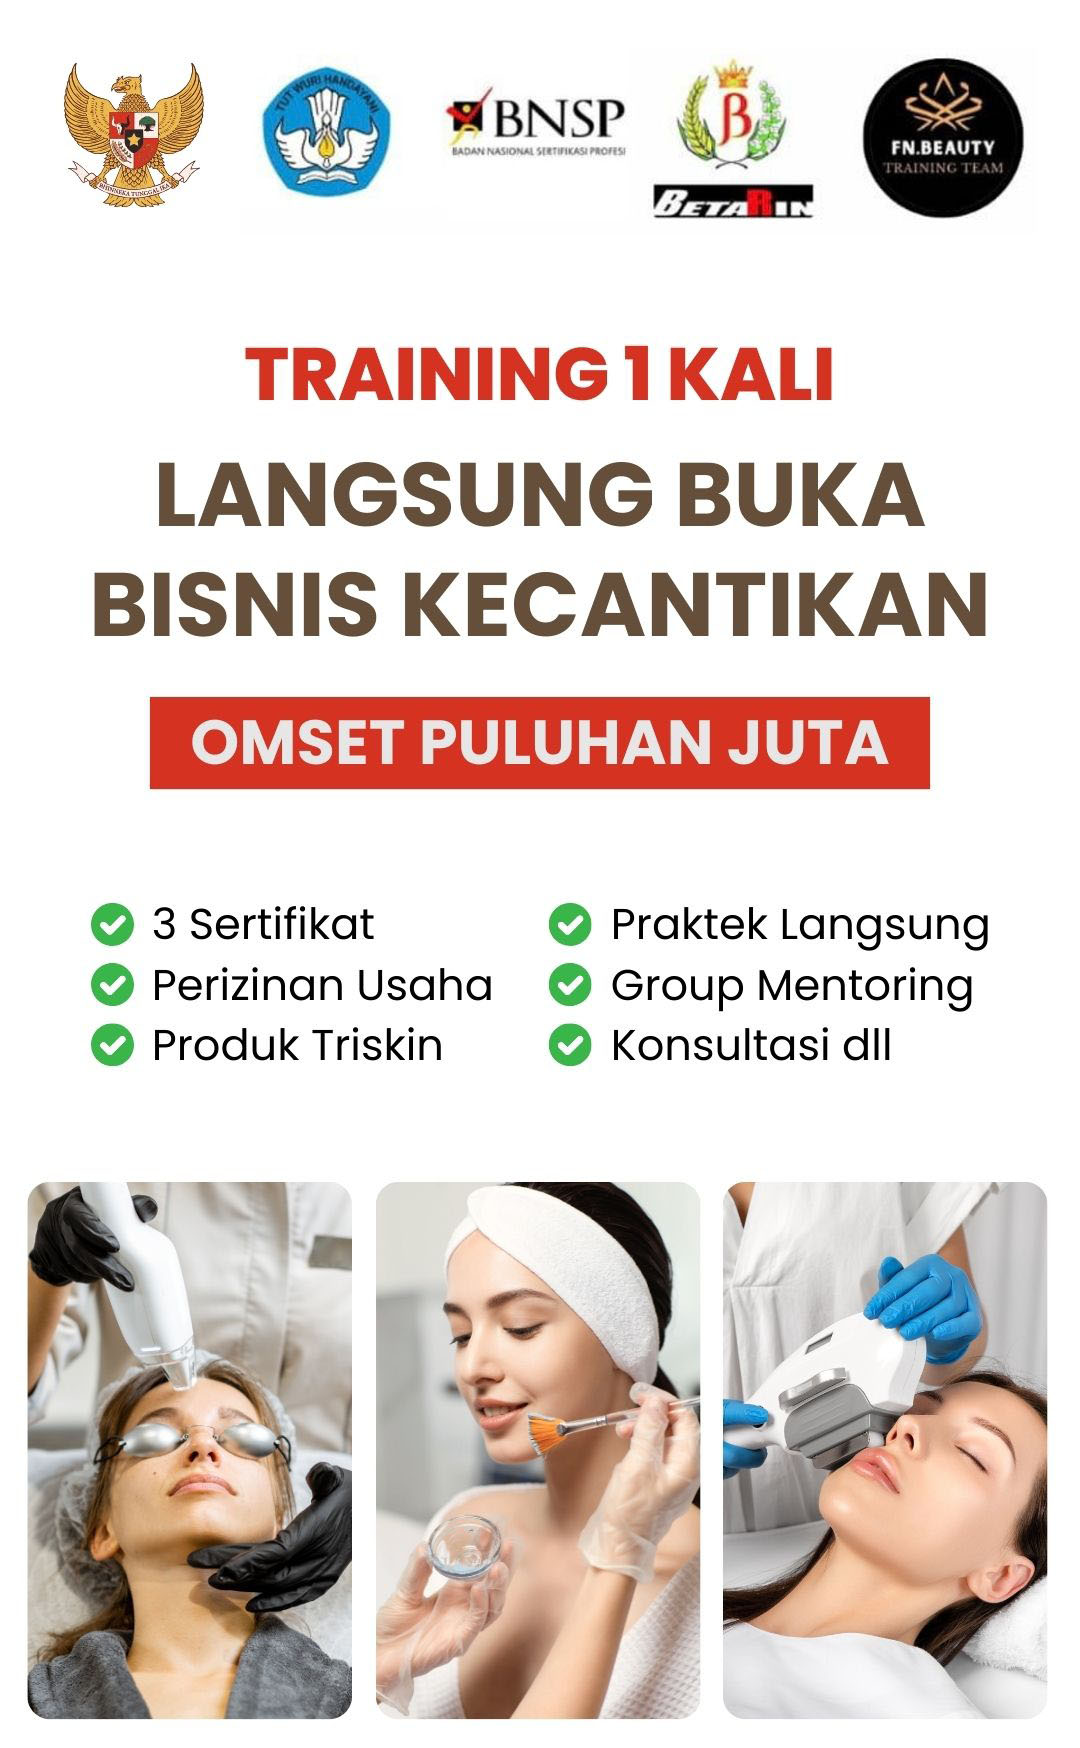 BHINNEKA TUNGGAL IKA
TUT WURI HANDAYANI
BNSP
BADAN NASIONAL SERTIFIKASI PROFESI
B
BETARIN
FN.BEAUTY
TRAINING TEAM
TRAINING 1 KALI
LANGSUNG BUKA
BISNIS KECANTIKAN
OMSET PULUHAN JUTA
3 Sertifikat
Perizinan Usaha
Produk Triskin
Praktek Langsung
Group Mentoring
Konsultasi dll